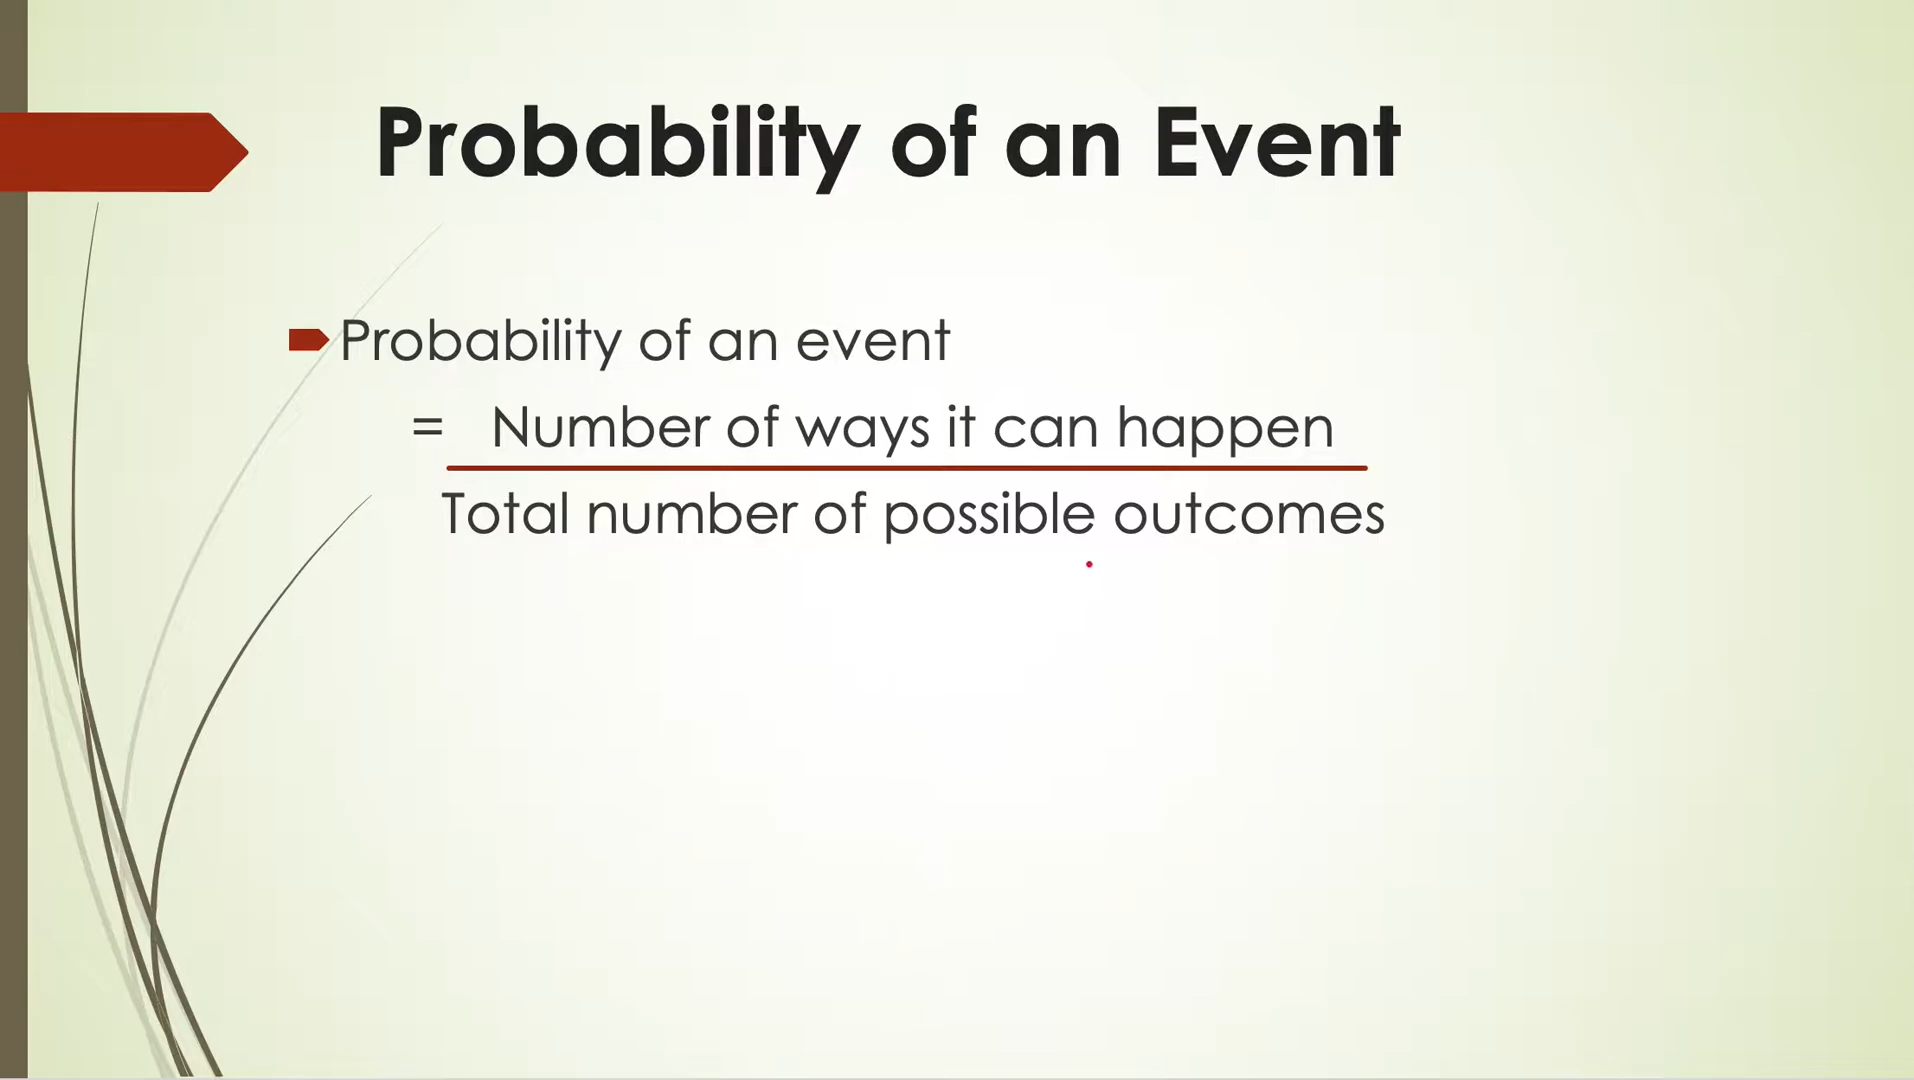 Probability of an Event
Probability of an event
= Number of ways it can happen
Total number of possible outcomes